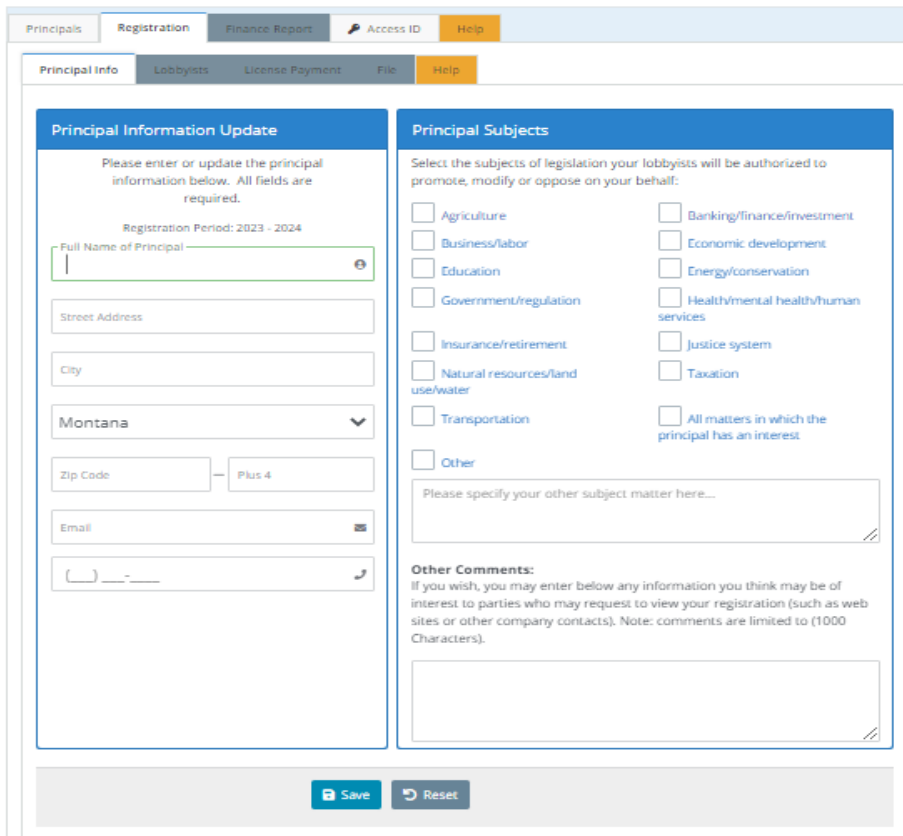 Principals Registration Finance Report Access ID Help
Principal Info Lobbyists License Payment File Help
Principal Information Update
Please enter or update the principal
information below. All fields are
required.
Registration Period: 2023 - 2024
Full Name of Principal
Street Address
City
Montana
Zip Code — Plus 4
Email
(___) ___-____
Principal Subjects
Select the subjects of legislation your lobbyists will be authorized to
promote, modify or oppose on your behalf:
Agriculture Banking/finance/investment
Business/labor Economic development
Education Energy/conservation
Government/regulation Health/mental health/human
services
Insurance/retirement Justice system
Natural resources/land Taxation
use/water
Transportation All matters in which the
principal has an interest
Other
Please specify your other subject matter here...
Other Comments:
If you wish, you may enter below any information you think may be of
interest to parties who may request to view your registration (such as web
sites or other company contacts). Note: comments are limited to (1000
Characters).
Save Reset